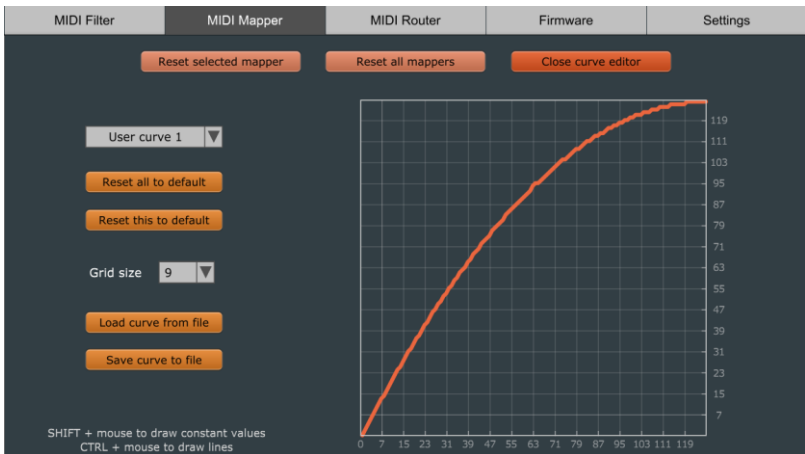 MIDI Filter MIDI Mapper MIDI Router Firmware Settings
Reset selected mapper Reset all mappers Close curve editor
User curve 1
Reset all to default
Reset this to default
Grid size 9
Load curve from file
Save curve to file
SHIFT + mouse to draw constant values
CTRL + mouse to draw lines
119
111
103
95
87
79
71
63
55
47
39
31
23
15
7
0 7 15 23 31 39 47 55 63 71 79 87 95 103 111 119